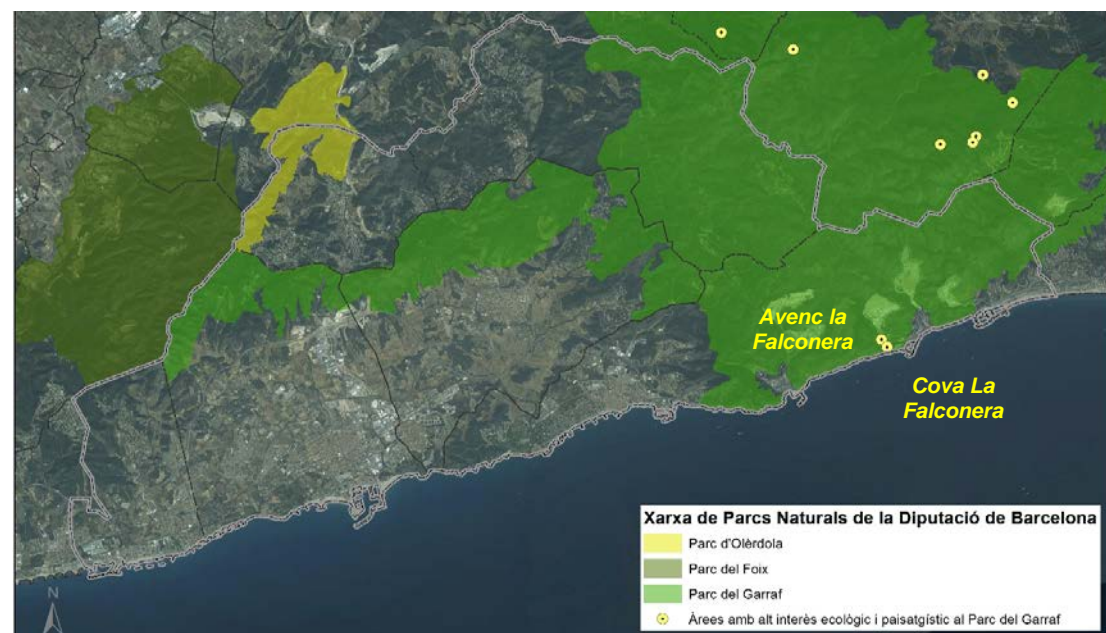 Avenc la
Falconera
Cova La
Falconera
Xarxa de Parcs Naturals de la Diputació de Barcelona
Parc d'Olèrdola
Parc del Foix
Parc del Garraf
Àrees amb alt interès ecològic i paisatgístic al Parc del Garraf
N